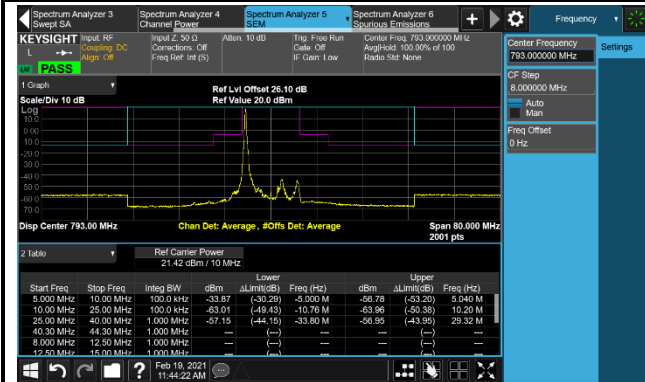 Spectrum Analyzer 3
Swept SA
Spectrum Analyzer 4
Channel Power
Spectrum Analyzer 5
SEM
Spectrum Analyzer 6
Spurious Emissions
Frequency
KEYSIGHT
L
PASS
Input: RF
Coupling: DC
Align: Off
Input Z: 50 Ω
Corrections: Off
Freq Ref: Int (S)
Atten: 10 dB
Trig: Free Run
Gate: Off
IF Gain: Low
Center Freq: 793.000000 MHz
Avg|Hold: 100.00% of 100
Radio Std: None
Center Frequency
793.000000 MHz
Settings
CF Step
8.000000 MHz
Auto
Man
Freq Offset
0 Hz
1 Graph
Scale/Div 10 dB
Ref Lvl Offset 26.10 dB
Ref Value 20.0 dBm
Log
10.0
0.00
-10.0
-20.0
-30.0
-40.0
-50.0
-60.0
-70.0
Disp Center 793.00 MHz
Chan Det: Average , #Offs Det: Average
Span 80.000 MHz
2001 pts
2 Table
Ref Carrier Power
21.42 dBm / 10 MHz
Lower Upper
Start Freq Stop Freq Integ BW dBm ΔLimit(dB) Freq (Hz) dBm ΔLimit(dB) Freq (Hz)
5.000 MHz 10.00 MHz 100.0 kHz -33.87 (-30.29) -5.000 M -56.78 (-53.20) 5.040 M
10.00 MHz 25.00 MHz 100.0 kHz -63.01 (-49.43) -10.76 M -63.96 (-50.38) 10.20 M
25.00 MHz 40.00 MHz 1.000 MHz -57.15 (-44.15) -33.80 M -56.95 (-43.95) 29.32 M
40.30 MHz 44.30 MHz 1.000 MHz --- (---) --- (---)
8.000 MHz 12.50 MHz 1.000 MHz --- (---) --- (---)
12.50 MHz 15.00 MHz 1.000 MHz --- (---) --- (---)
?
Feb 19, 2021
11:44:22 AM